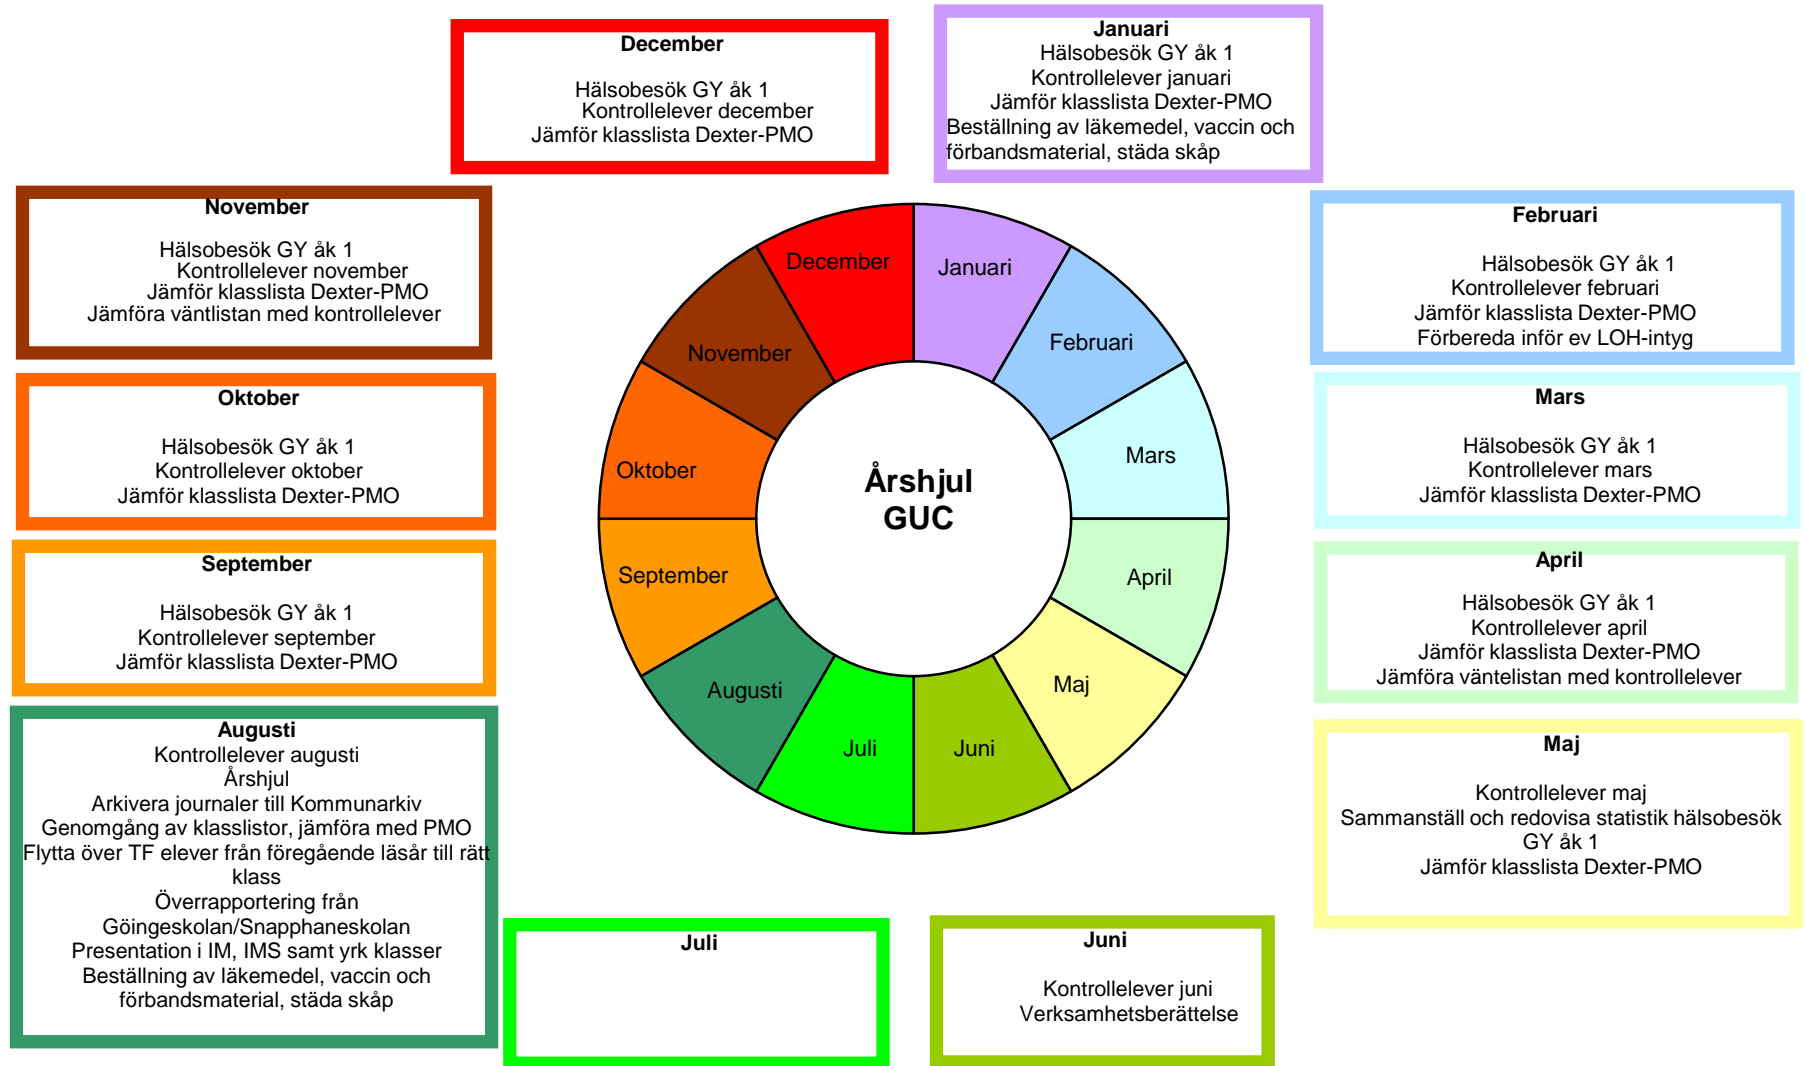 December
Hälsobesök GY åk 1
Kontrollelever december
Jämför klasslista Dexter-PMO
Januari
Hälsobesök GY åk 1
Kontrollelever januari
Jämför klasslista Dexter-PMO
Beställning av läkemedel, vaccin och
förbandsmaterial, städa skåp
November
Hälsobesök GY åk 1
Kontrollelever november
Jämför klasslista Dexter-PMO
Jämföra väntlistan med kontrollelever
Februari
Hälsobesök GY åk 1
Kontrollelever februari
Jämför klasslista Dexter-PMO
Förbereda inför ev LOH-intyg
Oktober
Hälsobesök GY åk 1
Kontrollelever oktober
Jämför klasslista Dexter-PMO
Mars
Hälsobesök GY åk 1
Kontrollelever mars
Jämför klasslista Dexter-PMO
September
Hälsobesök GY åk 1
Kontrollelever september
Jämför klasslista Dexter-PMO
April
Hälsobesök GY åk 1
Kontrollelever april
Jämför klasslista Dexter-PMO
Jämföra väntelistan med kontrollelever
Augusti
Kontrollelever augusti
Årshjul
Arkivera journaler till Kommunarkiv
Genomgång av klasslistor, jämföra med PMO
Flytta över TF elever från föregående läsår till rätt
klass
Överrapportering från
Göingeskolan/Snapphaneskolan
Presentation i IM, IMS samt yrk klasser
Beställning av läkemedel, vaccin och
förbandsmaterial, städa skåp
Maj
Kontrollelever maj
Sammanställ och redovisa statistik hälsobesök
GY åk 1
Jämför klasslista Dexter-PMO
Juli
Juni
Kontrollelever juni
Verksamhetsberättelse
Årshjul
GUC
Januari
Februari
Mars
April
Maj
Juni
Juli
Augusti
September
Oktober
November
December